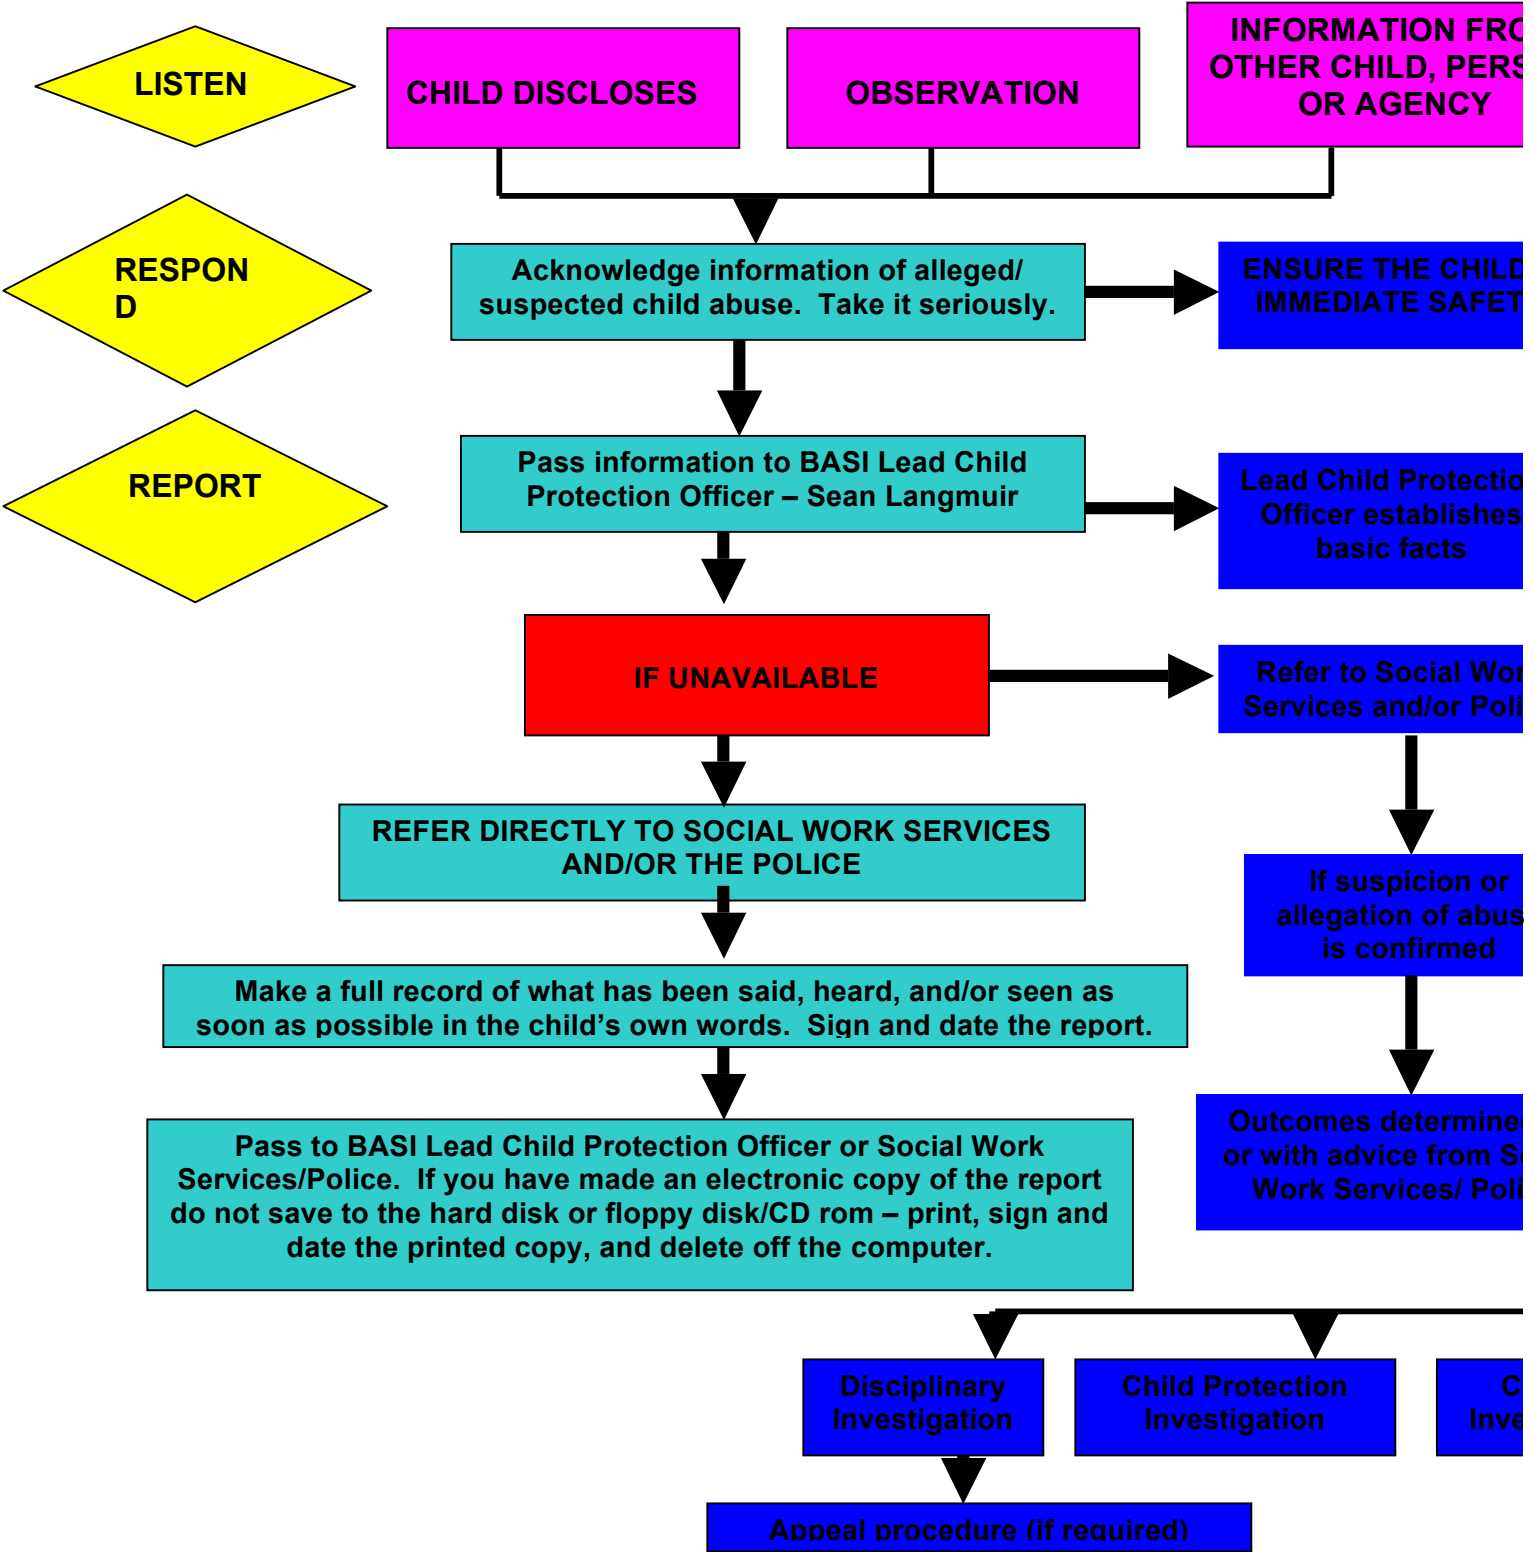 LISTEN
CHILD DISCLOSES
OBSERVATION
INFORMATION FRO
OTHER CHILD, PERS
OR AGENCY
RESPON
D
Acknowledge information of alleged/
suspected child abuse.  Take it seriously.
ENSURE THE CHILD
IMMEDIATE SAFET
REPORT
Pass information to BASI Lead Child
Protection Officer – Sean Langmuir
Lead Child Protectio
Officer establishes
basic facts
IF UNAVAILABLE
Refer to Social Wor
Services and/or Poli
REFER DIRECTLY TO SOCIAL WORK SERVICES
AND/OR THE POLICE
If suspicion or
allegation of abus
is confirmed
Make a full record of what has been said, heard, and/or seen as
soon as possible in the child’s own words.  Sign and date the report.
Pass to BASI Lead Child Protection Officer or Social Work
Services/Police.  If you have made an electronic copy of the report
do not save to the hard disk or floppy disk/CD rom – print, sign and
date the printed copy, and delete off the computer.
Outcomes determine
or with advice from S
Work Services/ Poli
Disciplinary
Investigation
Child Protection
Investigation
C
Inve
Appeal procedure (if required)